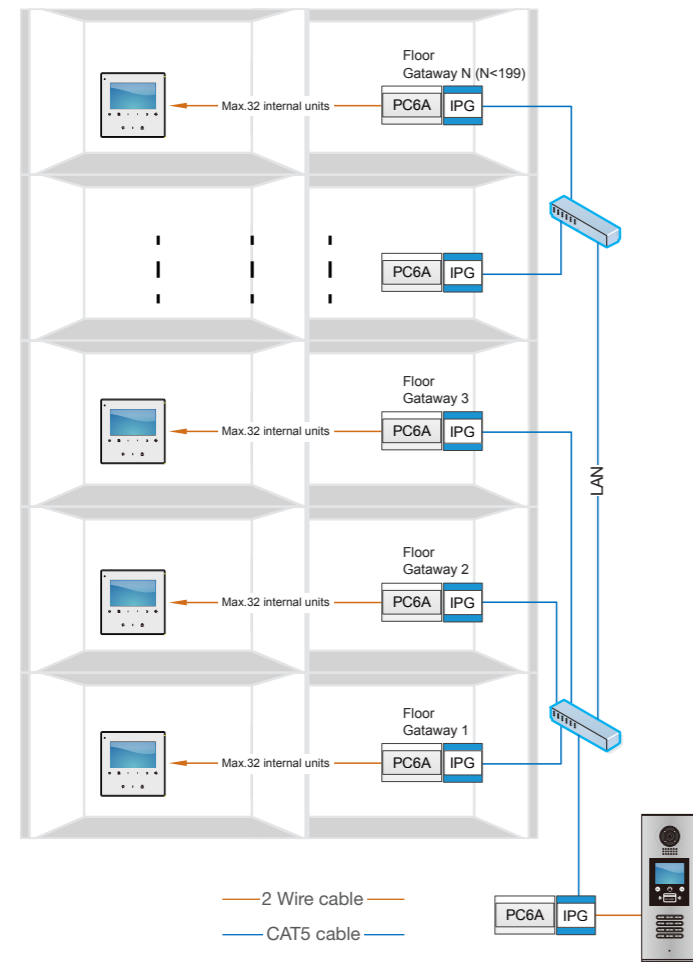 Floor
Gataway N (N<199)
Max.32 internal units
PC6A
IPG
PC6A
IPG
Floor
Gataway 3
Max.32 internal units
PC6A
IPG
LAN
Floor
Gataway 2
Max.32 internal units
PC6A
IPG
Floor
Gataway 1
Max.32 internal units
PC6A
IPG
2 Wire cable
CAT5 cable
PC6A
IPG